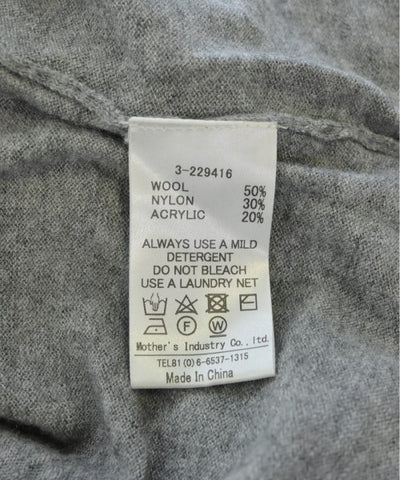 3-229416
WOOL 50%
NYLON 30%
ACRYLIC 20%
ALWAYS USE A MILD
DETERGENT
DO NOT BLEACH
USE A LAUNDRY NET
F W
Mother's Industry Co., ltd.
TEL81(0)6-6537-1315
Made In China